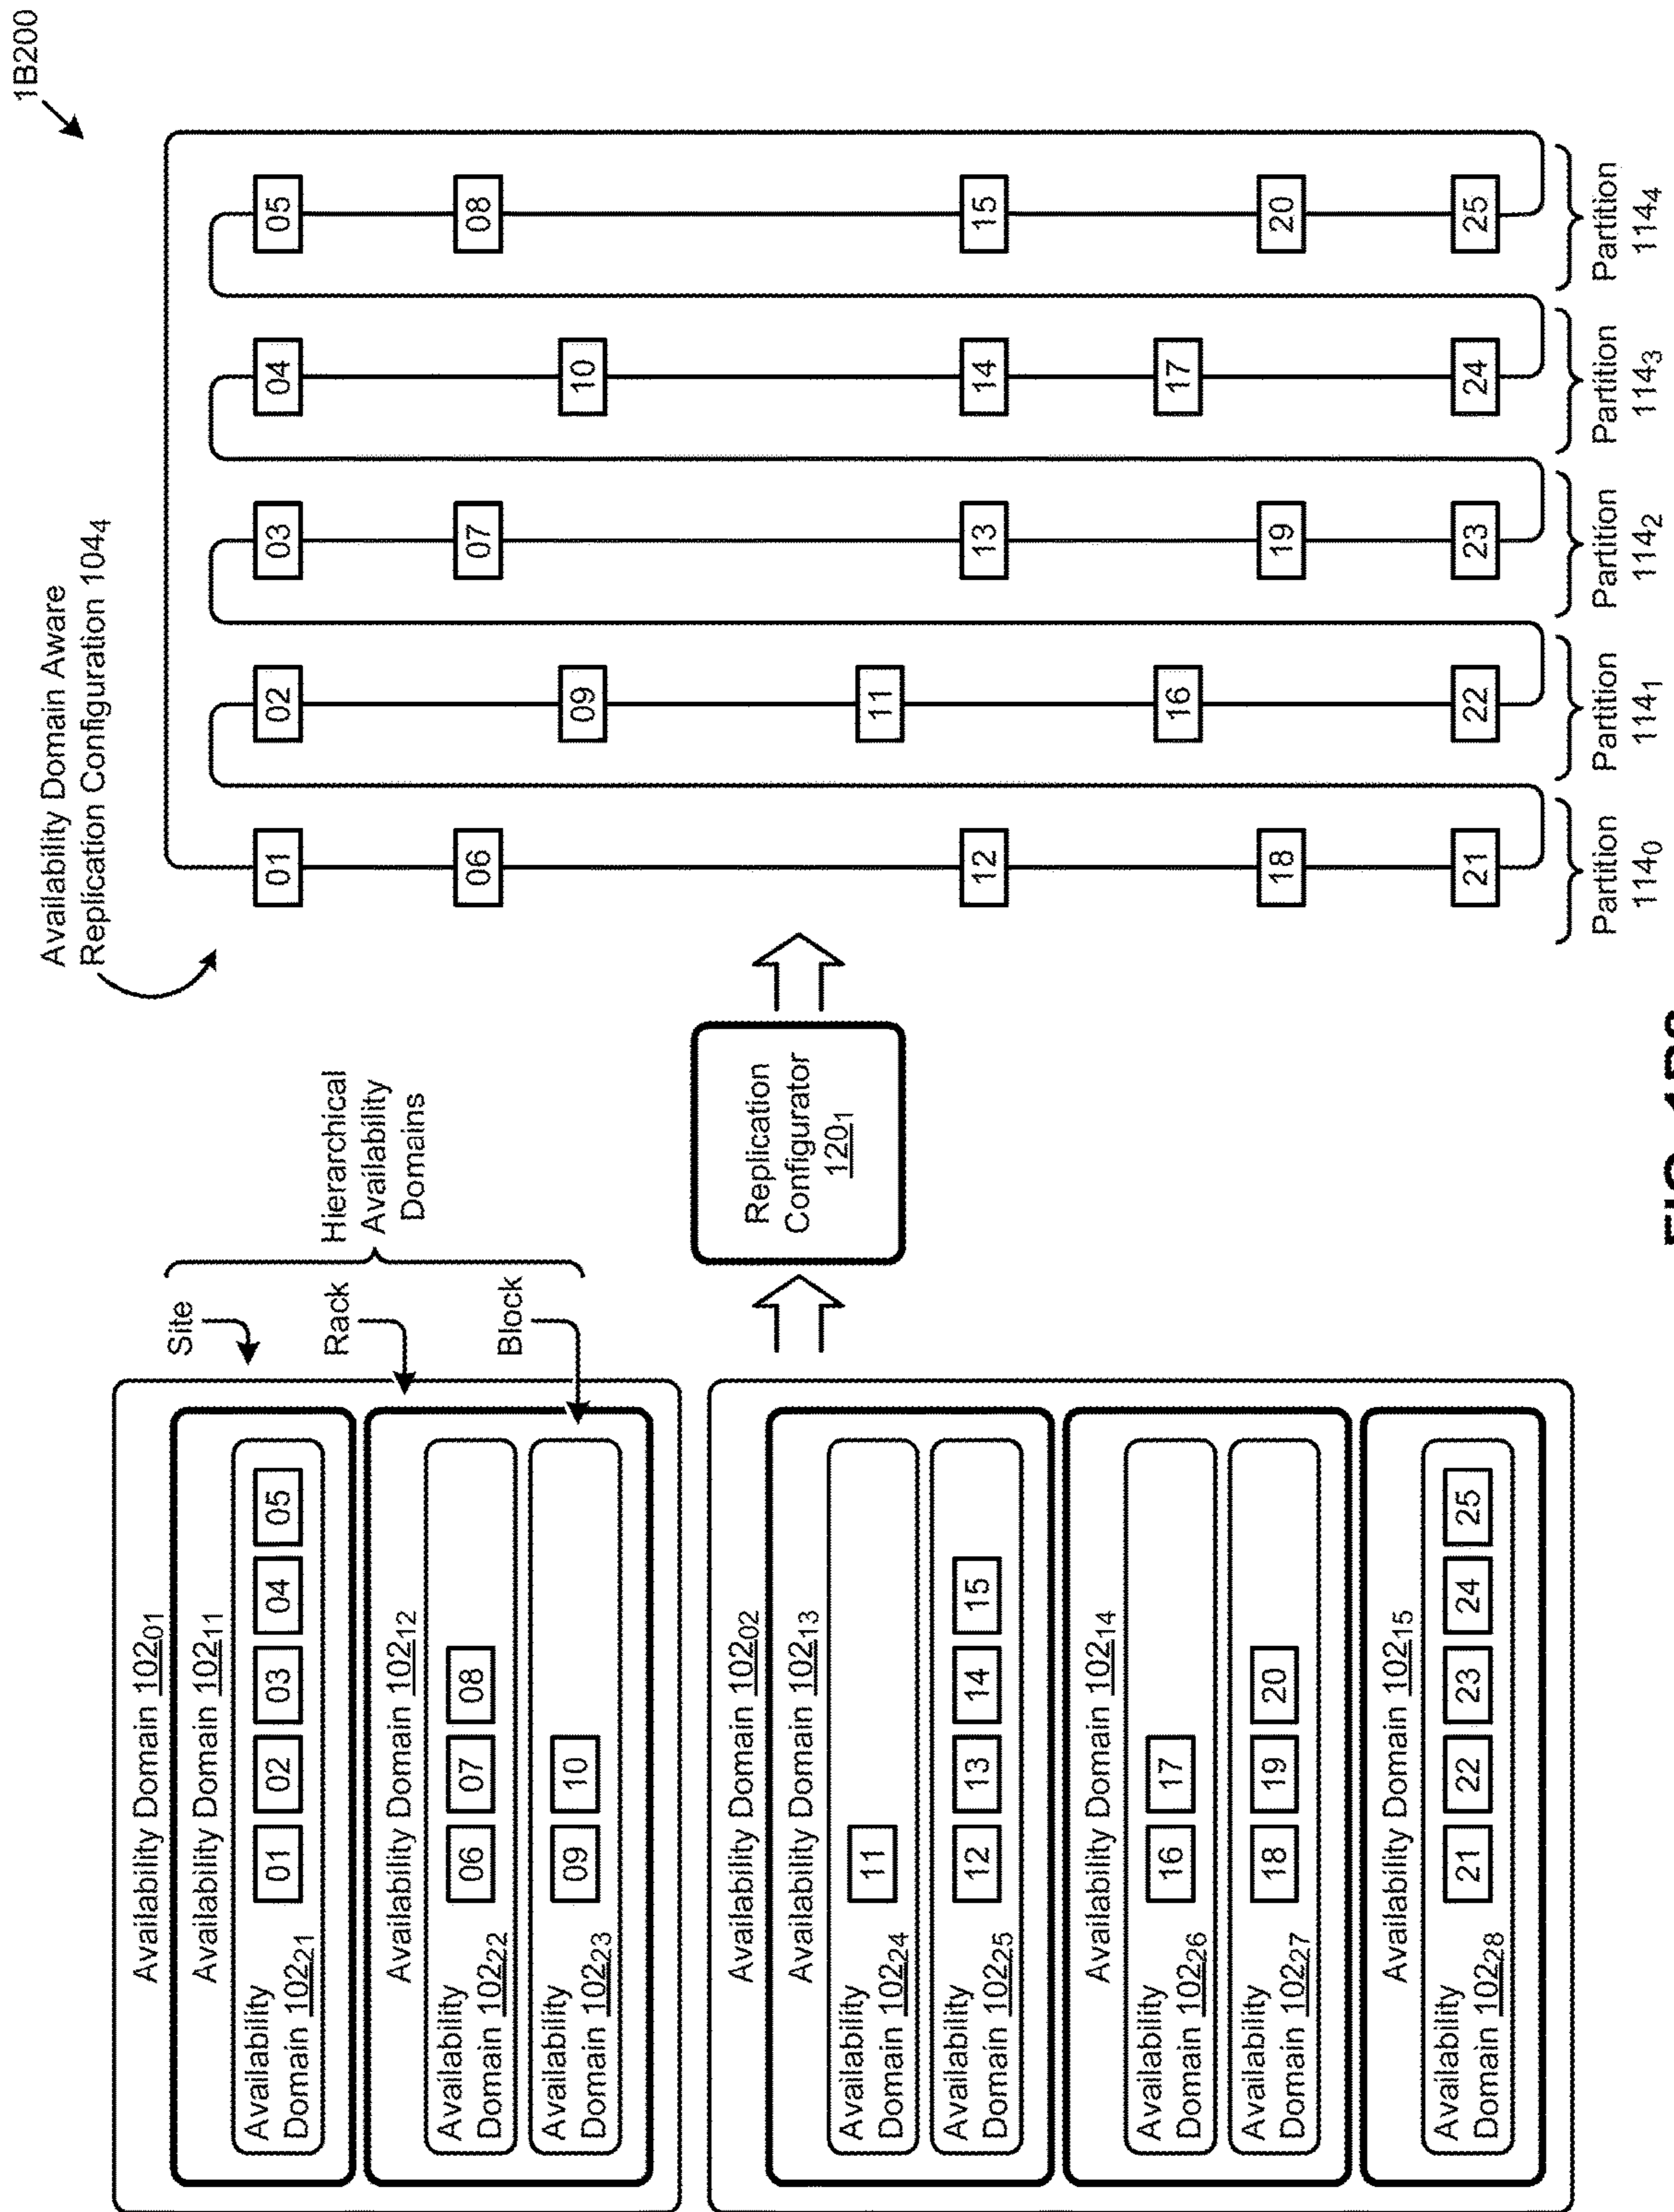 1B200
Availability Domain Aware
Replication Configuration 104₄
Availability Domain 102₀₁
Availability Domain 102₁₁
Availability
Domain 102₂₁
01 02 03 04 05
Availability Domain 102₁₂
Availability
Domain 102₂₂
06 07 08
Availability
Domain 102₂₃
09 10
Availability Domain 102₀₂
Availability Domain 102₁₃
Availability
Domain 102₂₄
11
Availability
Domain 102₂₅
12 13 14 15
Availability Domain 102₁₄
Availability
Domain 102₂₆
16 17
Availability
Domain 102₂₇
18 19 20
Availability Domain 102₁₅
Availability
Domain 102₂₈
21 22 23 24 25
Site
Rack
Block
Hierarchical
Availability
Domains
Replication
Configurator
120₁
01 02 03 04 05
06 07 08
09 10
11
12 13 14 15
16 17
18 19 20
21 22 23 24 25
Partition
114₀
Partition
114₁
Partition
114₂
Partition
114₃
Partition
114₄